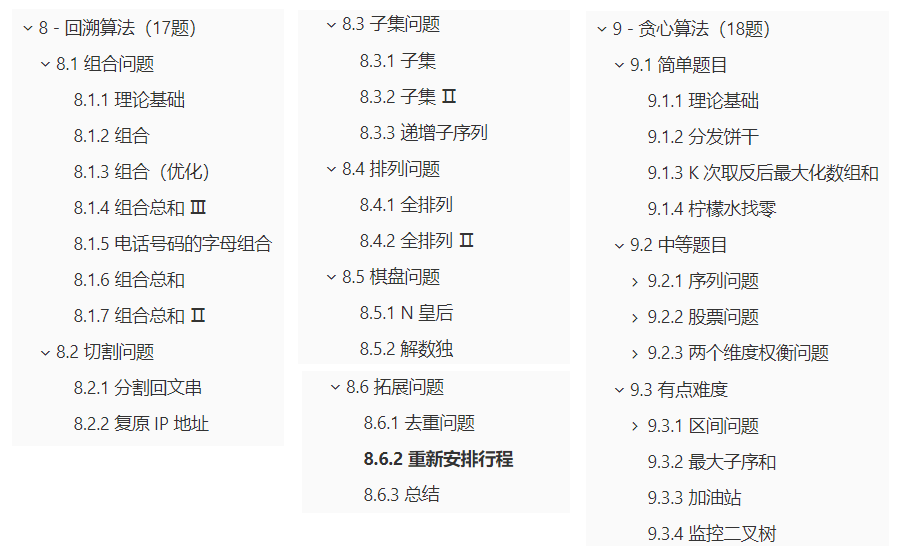 8 - 回溯算法（17题）
8.1 组合问题
8.1.1 理论基础
8.1.2 组合
8.1.3 组合（优化）
8.1.4 组合总和 Ⅲ
8.1.5 电话号码的字母组合
8.1.6 组合总和
8.1.7 组合总和 Ⅱ
8.2 切割问题
8.2.1 分割回文串
8.2.2 复原 IP 地址
8.3 子集问题
8.3.1 子集
8.3.2 子集 Ⅱ
8.3.3 递增子序列
8.4 排列问题
8.4.1 全排列
8.4.2 全排列 Ⅱ
8.5 棋盘问题
8.5.1 N 皇后
8.5.2 解数独
8.6 拓展问题
8.6.1 去重问题
8.6.2 重新安排行程
8.6.3 总结
9 - 贪心算法（18题）
9.1 简单题目
9.1.1 理论基础
9.1.2 分发饼干
9.1.3 K 次取反后最大化数组和
9.1.4 柠檬水找零
9.2 中等题目
9.2.1 序列问题
9.2.2 股票问题
9.2.3 两个维度权衡问题
9.3 有点难度
9.3.1 区间问题
9.3.2 最大子序和
9.3.3 加油站
9.3.4 监控二叉树